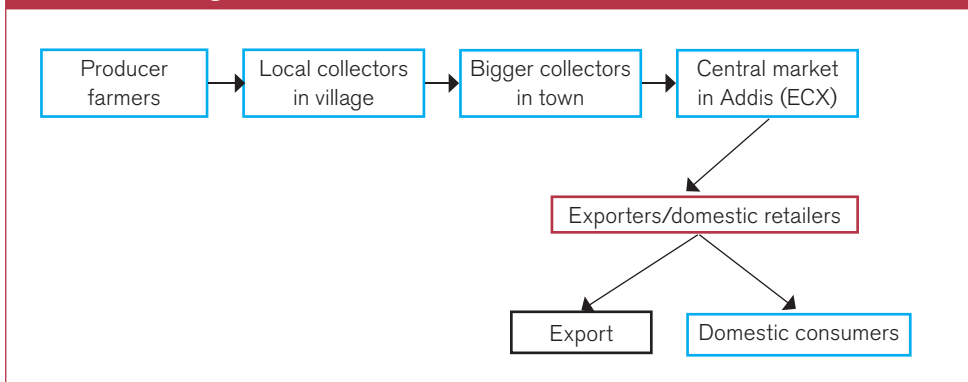 Producer
farmers
Local collectors
in village
Bigger collectors
in town
Central market
in Addis (ECX)
Exporters/domestic retailers
Export
Domestic consumers